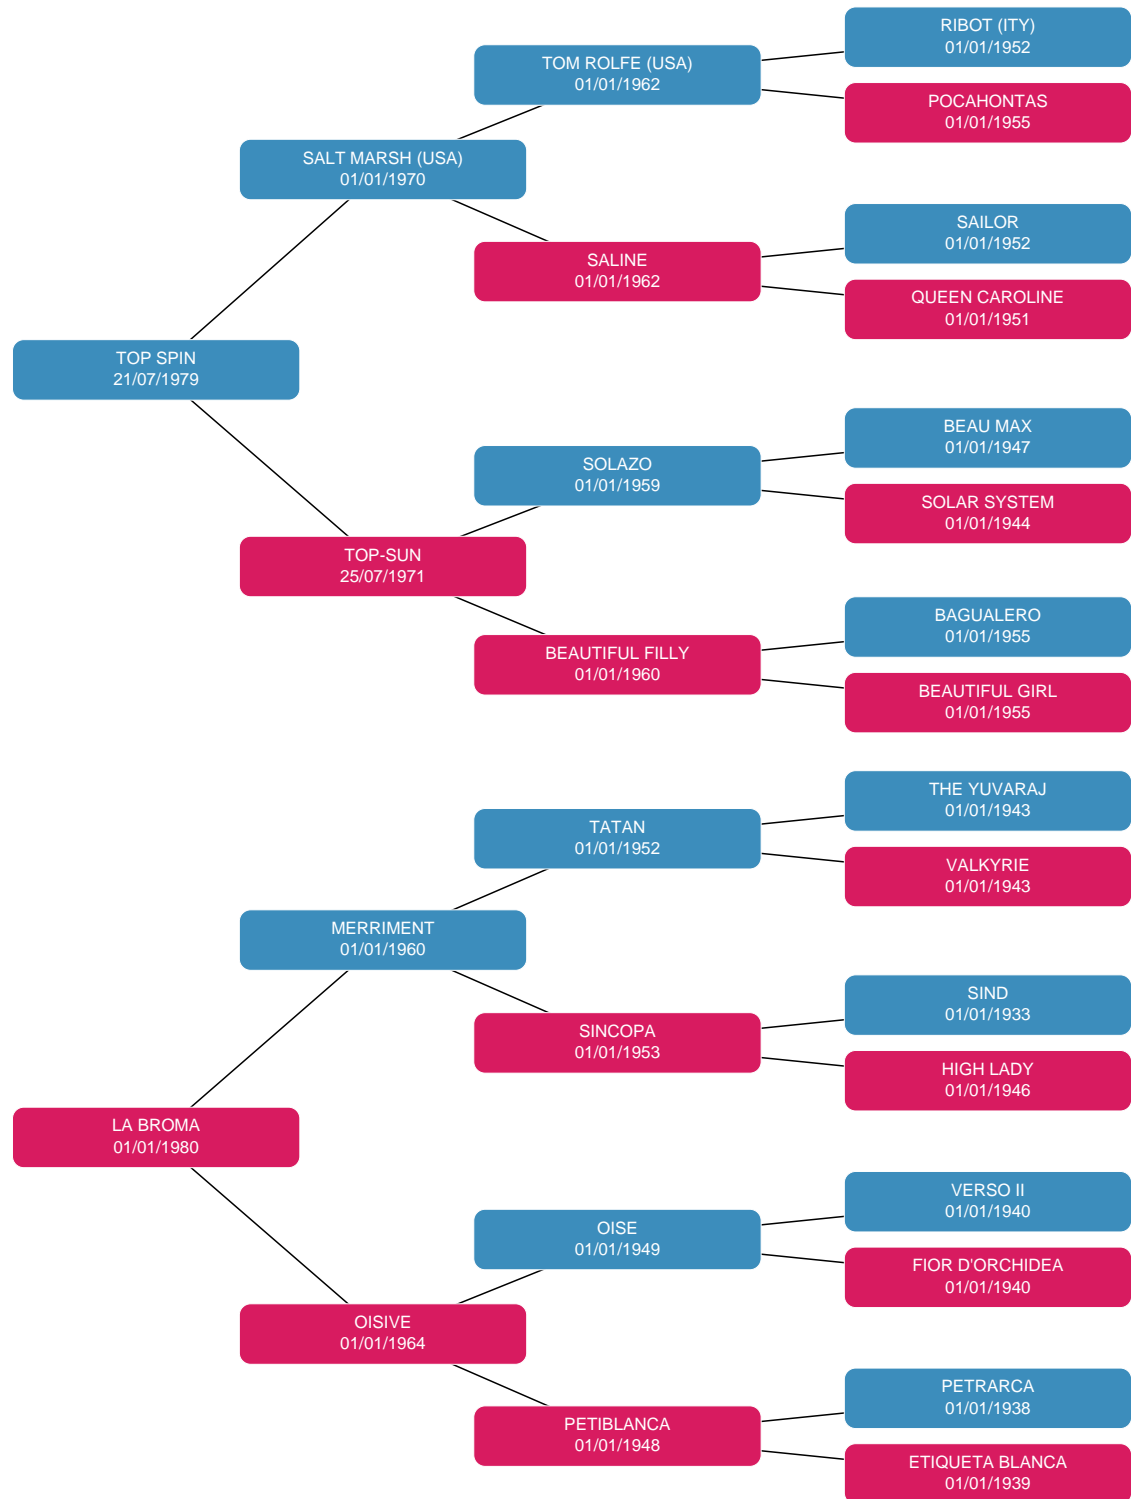 RIBOT (ITY)
01/01/1952
TOM ROLFE (USA)
01/01/1962
POCAHONTAS
01/01/1955
SALT MARSH (USA)
01/01/1970
SAILOR
01/01/1952
SALINE
01/01/1962
QUEEN CAROLINE
01/01/1951
TOP SPIN
21/07/1979
BEAU MAX
01/01/1947
SOLAZO
01/01/1959
SOLAR SYSTEM
01/01/1944
TOP-SUN
25/07/1971
BAGUALERO
01/01/1955
BEAUTIFUL FILLY
01/01/1960
BEAUTIFUL GIRL
01/01/1955
THE YUVARAJ
01/01/1943
TATAN
01/01/1952
VALKYRIE
01/01/1943
MERRIMENT
01/01/1960
SIND
01/01/1933
SINCOPA
01/01/1953
HIGH LADY
01/01/1946
LA BROMA
01/01/1980
VERSO II
01/01/1940
OISE
01/01/1949
FIOR D'ORCHIDEA
01/01/1940
OISIVE
01/01/1964
PETRARCA
01/01/1938
PETIBLANCA
01/01/1948
ETIQUETA BLANCA
01/01/1939